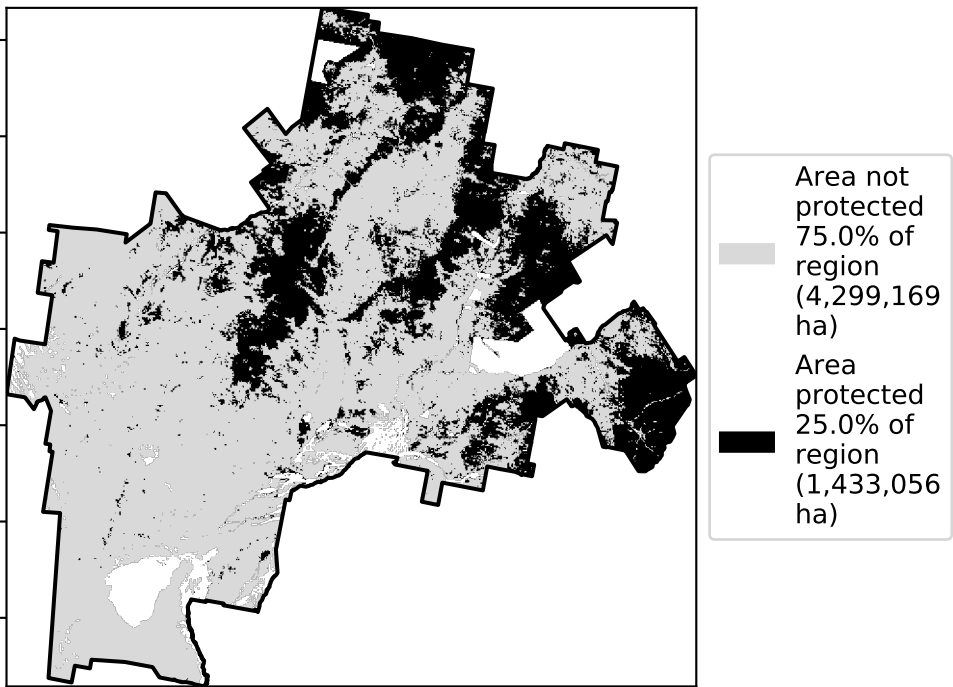 Area not
protected
75.0% of
region
(4,299,169
ha)
Area
protected
25.0% of
region
(1,433,056
ha)